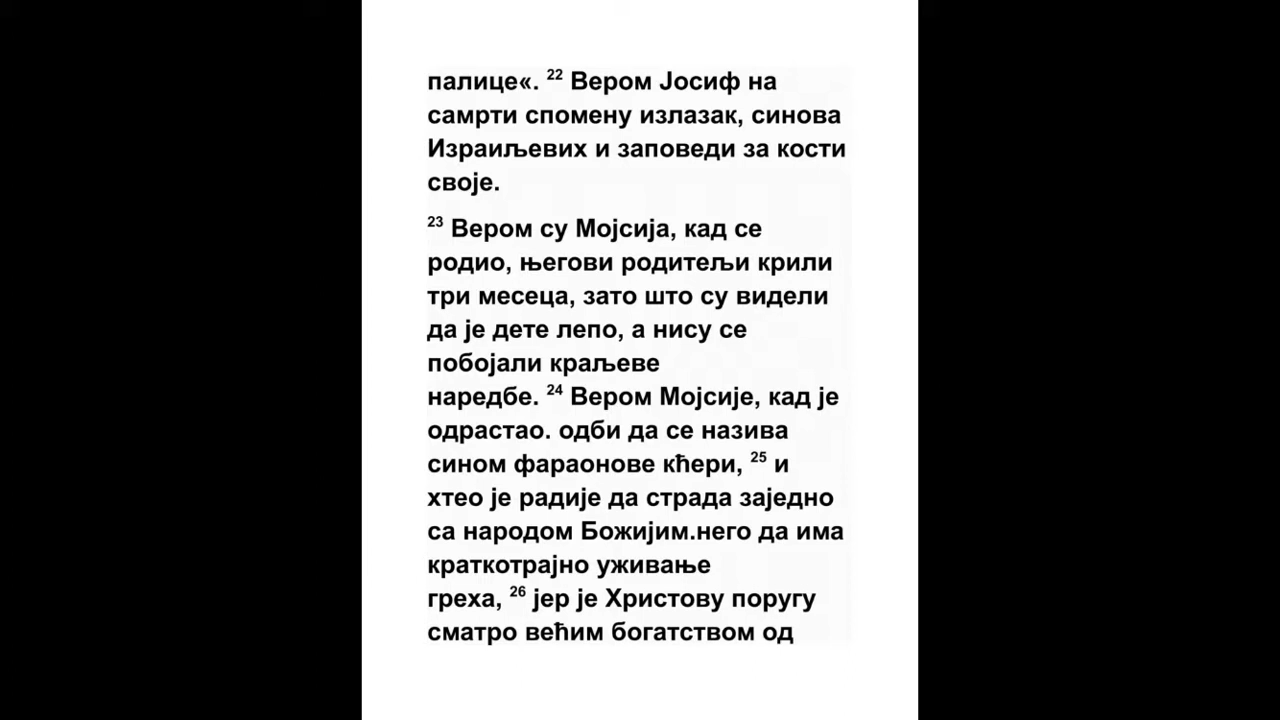 палице«. 22 Вером Јосиф на
самрти спомену излазак, синова
Израиљевих и заповеди за кости
своје.
23 Вером су Мојсија, кад се
родио, његови родитељи крили
три месеца, зато што су видели
да је дете лепо, а нису се
побојали краљеве
наредбе. 24 Вером Мојсије, кад је
одрастао. одби да се назива
сином фараонове кћери, 25 и
хтео је радије да страда заједно
са народом Божијим.него да има
краткотрајно уживање
греха, 26 јер је Христову поругу
сматро већим богатством од